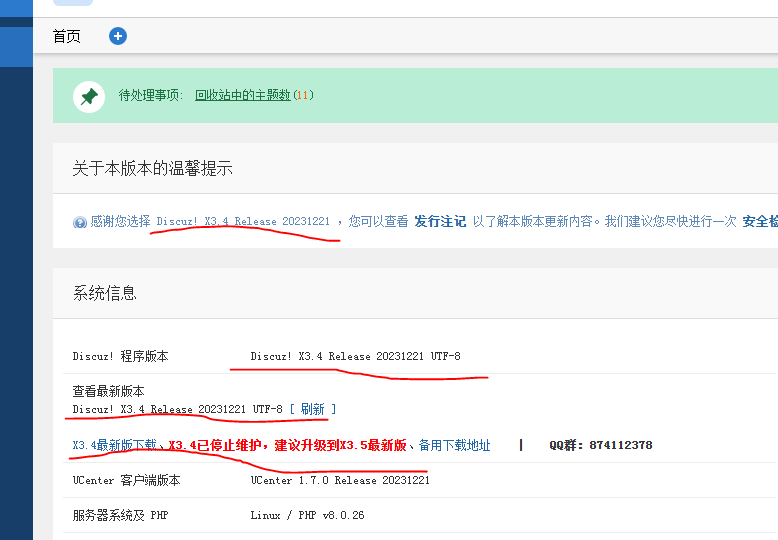 首页
待处理事项: 回收站中的主题数(11)
关于本版本的温馨提示
感谢您选择 Discuz! X3.4 Release 20231221 , 您可以查看 发行注记 以了解本版本更新内容。我们建议您尽快进行一次 安全检
系统信息
Discuz! 程序版本 Discuz! X3.4 Release 20231221 UTF-8
查看最新版本
Discuz! X3.4 Release 20231221 UTF-8 [ 刷新 ]
X3.4最新版下载、X3.4已停止维护，建议升级到X3.5最新版、备用下载地址 | QQ群: 874112378
UCenter 客户端版本 UCenter 1.7.0 Release 20231221
服务器系统及 PHP Linux / PHP v8.0.26